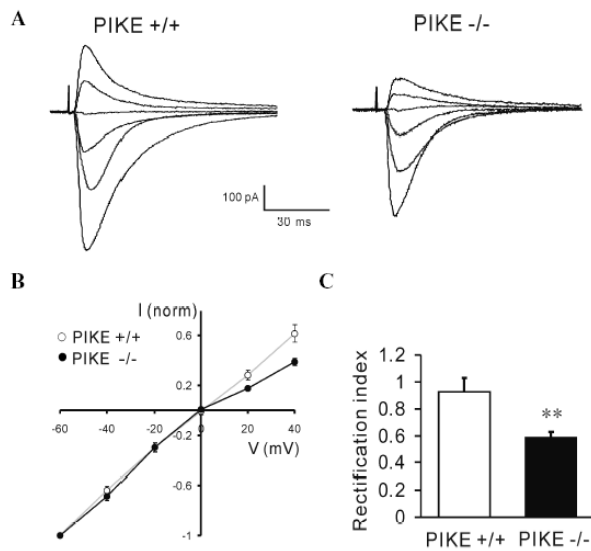 A
PIKE +/+
PIKE -/-
100 pA
30 ms
B
I (norm)
PIKE +/+
PIKE -/-
0.6
0.2
-60
-40
-20
0
20
40
V (mV)
-0.2
-0.6
-1
C
Rectification index
1.2
1
0.8
0.6
0.4
0.2
0
**
PIKE +/+
PIKE -/-